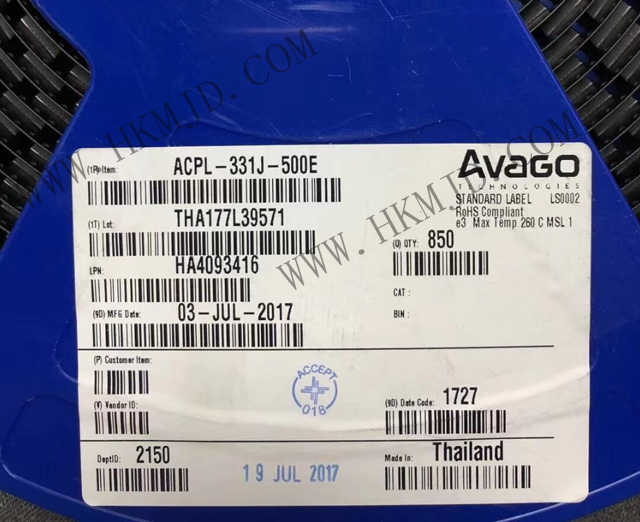 WWW.HKMJD.COM
(1P) Item: ACPL-331J-500E
AVAGO
TECHNOLOGIES
STANDARD LABEL LS0002
RoHS Compliant
e3 Max Temp 260 C MSL 1
(1T) Lot: THA177L39571
(Q) QTY: 850
LPN: HA4093416
CAT:
(9D) MFG Date: 03-JUL-2017
BIN:
WWW.HKMJD.COM
(P) Customer Item:
ACCEPT
018
(V) Vendor ID:
(9D) Date Code: 1727
DeptID: 2150
19 JUL 2017
Made in: Thailand